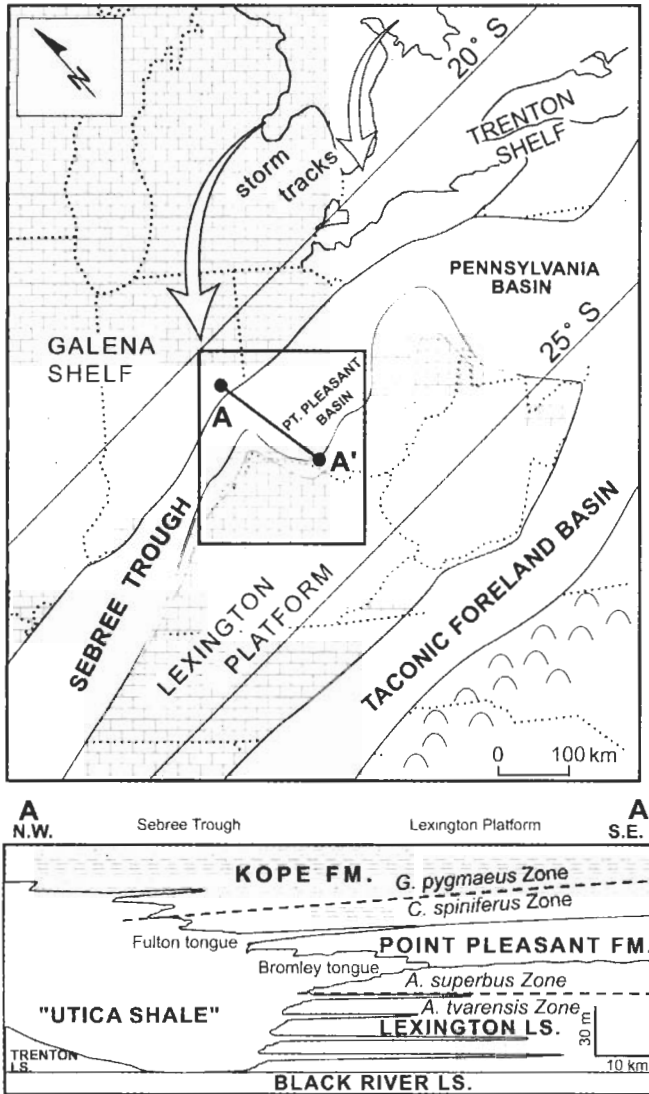 N
20° S
TRENTON
SHELF
storm
tracks
PENNSYLVANIA
BASIN
25° S
GALENA
SHELF
PT. PLEASANT
BASIN
A
A'
SEBREE TROUGH
LEXINGTON
PLATFORM
TACONIC FORELAND BASIN
0 100 km
A
N.W.
Sebree Trough
Lexington Platform
A
S.E.
KOPE FM.
G. pygmaeus Zone
C. spiniferus Zone
Fulton tongue
POINT PLEASANT FM.
Bromley tongue
A. superbus Zone
"UTICA SHALE"
A. tvarensis Zone
LEXINGTON LS.
30 m
10 km
TRENTON
LS.
BLACK RIVER LS.